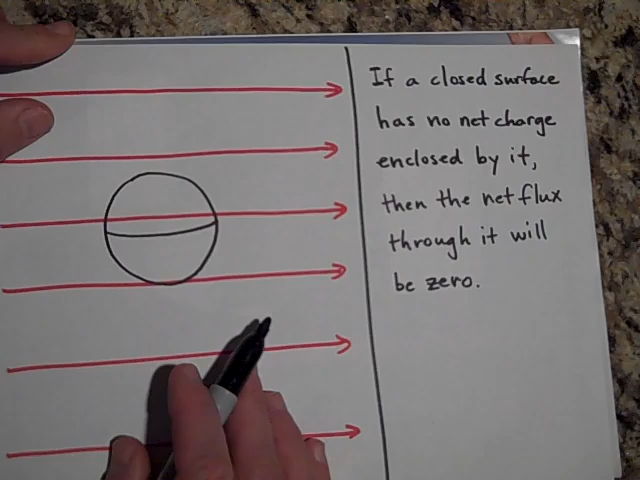 If a closed surface
has no net charge
enclosed by it,
then the net flux
through it will
be zero.